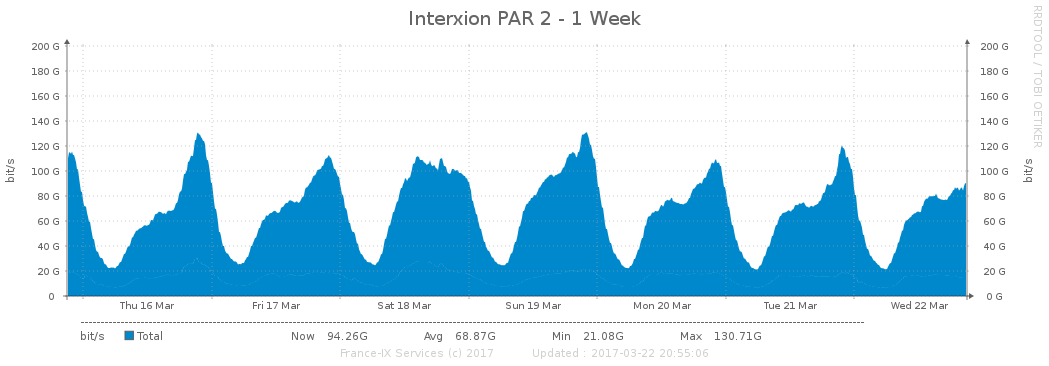 Interxion PAR 2 - 1 Week
RRDTOOL / TOBI OETIKER
bit/s
200 G 200 G
180 G 180 G
160 G 160 G
140 G 140 G
120 G 120 G
100 G 100 G
80 G 80 G
60 G 60 G
40 G 40 G
20 G 20 G
0 0 G
bit/s
Thu 16 Mar Fri 17 Mar Sat 18 Mar Sun 19 Mar Mon 20 Mar Tue 21 Mar Wed 22 Mar
bit/s Total Now 94.26G Avg 68.87G Min 21.08G Max 130.71G
France-IX Services (c) 2017 Updated : 2017-03-22 20:55:06